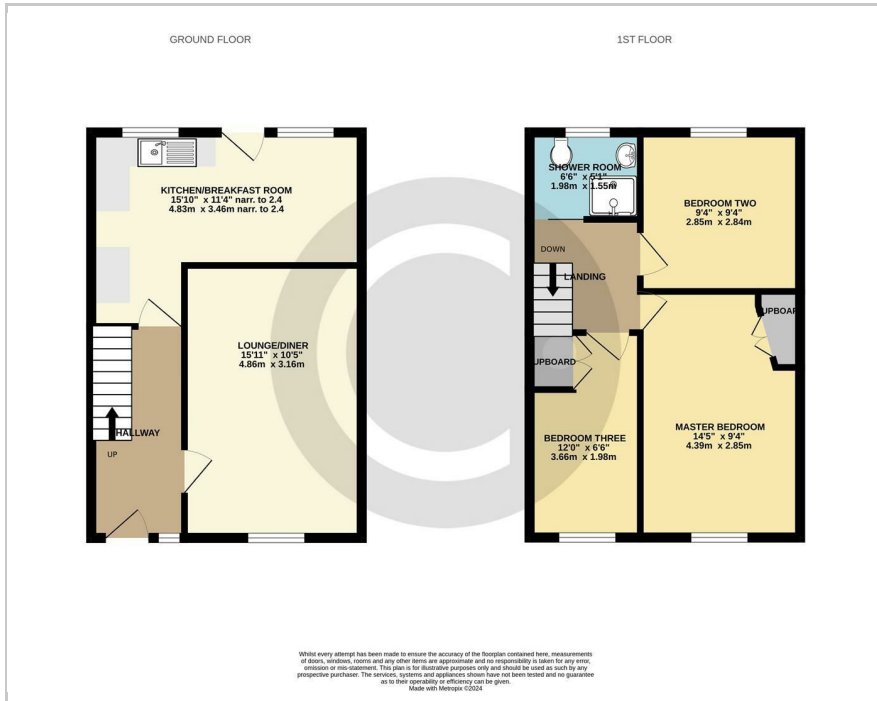 GROUND FLOOR
KITCHEN/BREAKFAST ROOM
15'10" x 11'4" narr. to 2.4
4.83m x 3.46m narr. to 2.4
LOUNGE/DINER
15'11" x 10'5"
4.86m x 3.16m
HALLWAY
UP
1ST FLOOR
SHOWER ROOM
6'6" x 5'1"
1.98m x 1.55m
BEDROOM TWO
9'4" x 9'4"
2.85m x 2.84m
DOWN
LANDING
UPBOARD
UPBOAR
MASTER BEDROOM
14'5" x 9'4"
4.39m x 2.85m
BEDROOM THREE
12'0" x 6'6"
3.66m x 1.98m
Whilst every attempt has been made to ensure the accuracy of the floorplan contained here, measurements
of doors, windows, rooms and any other items are approximate and no responsibility is taken for any error,
omission or mis-statement. This plan is for illustrative purposes only and should be used as such by any
prospective purchaser. The services, systems and appliances shown have not been tested and no guarantee
as to their operability or efficiency can be given.
Made with Metropix ©2024